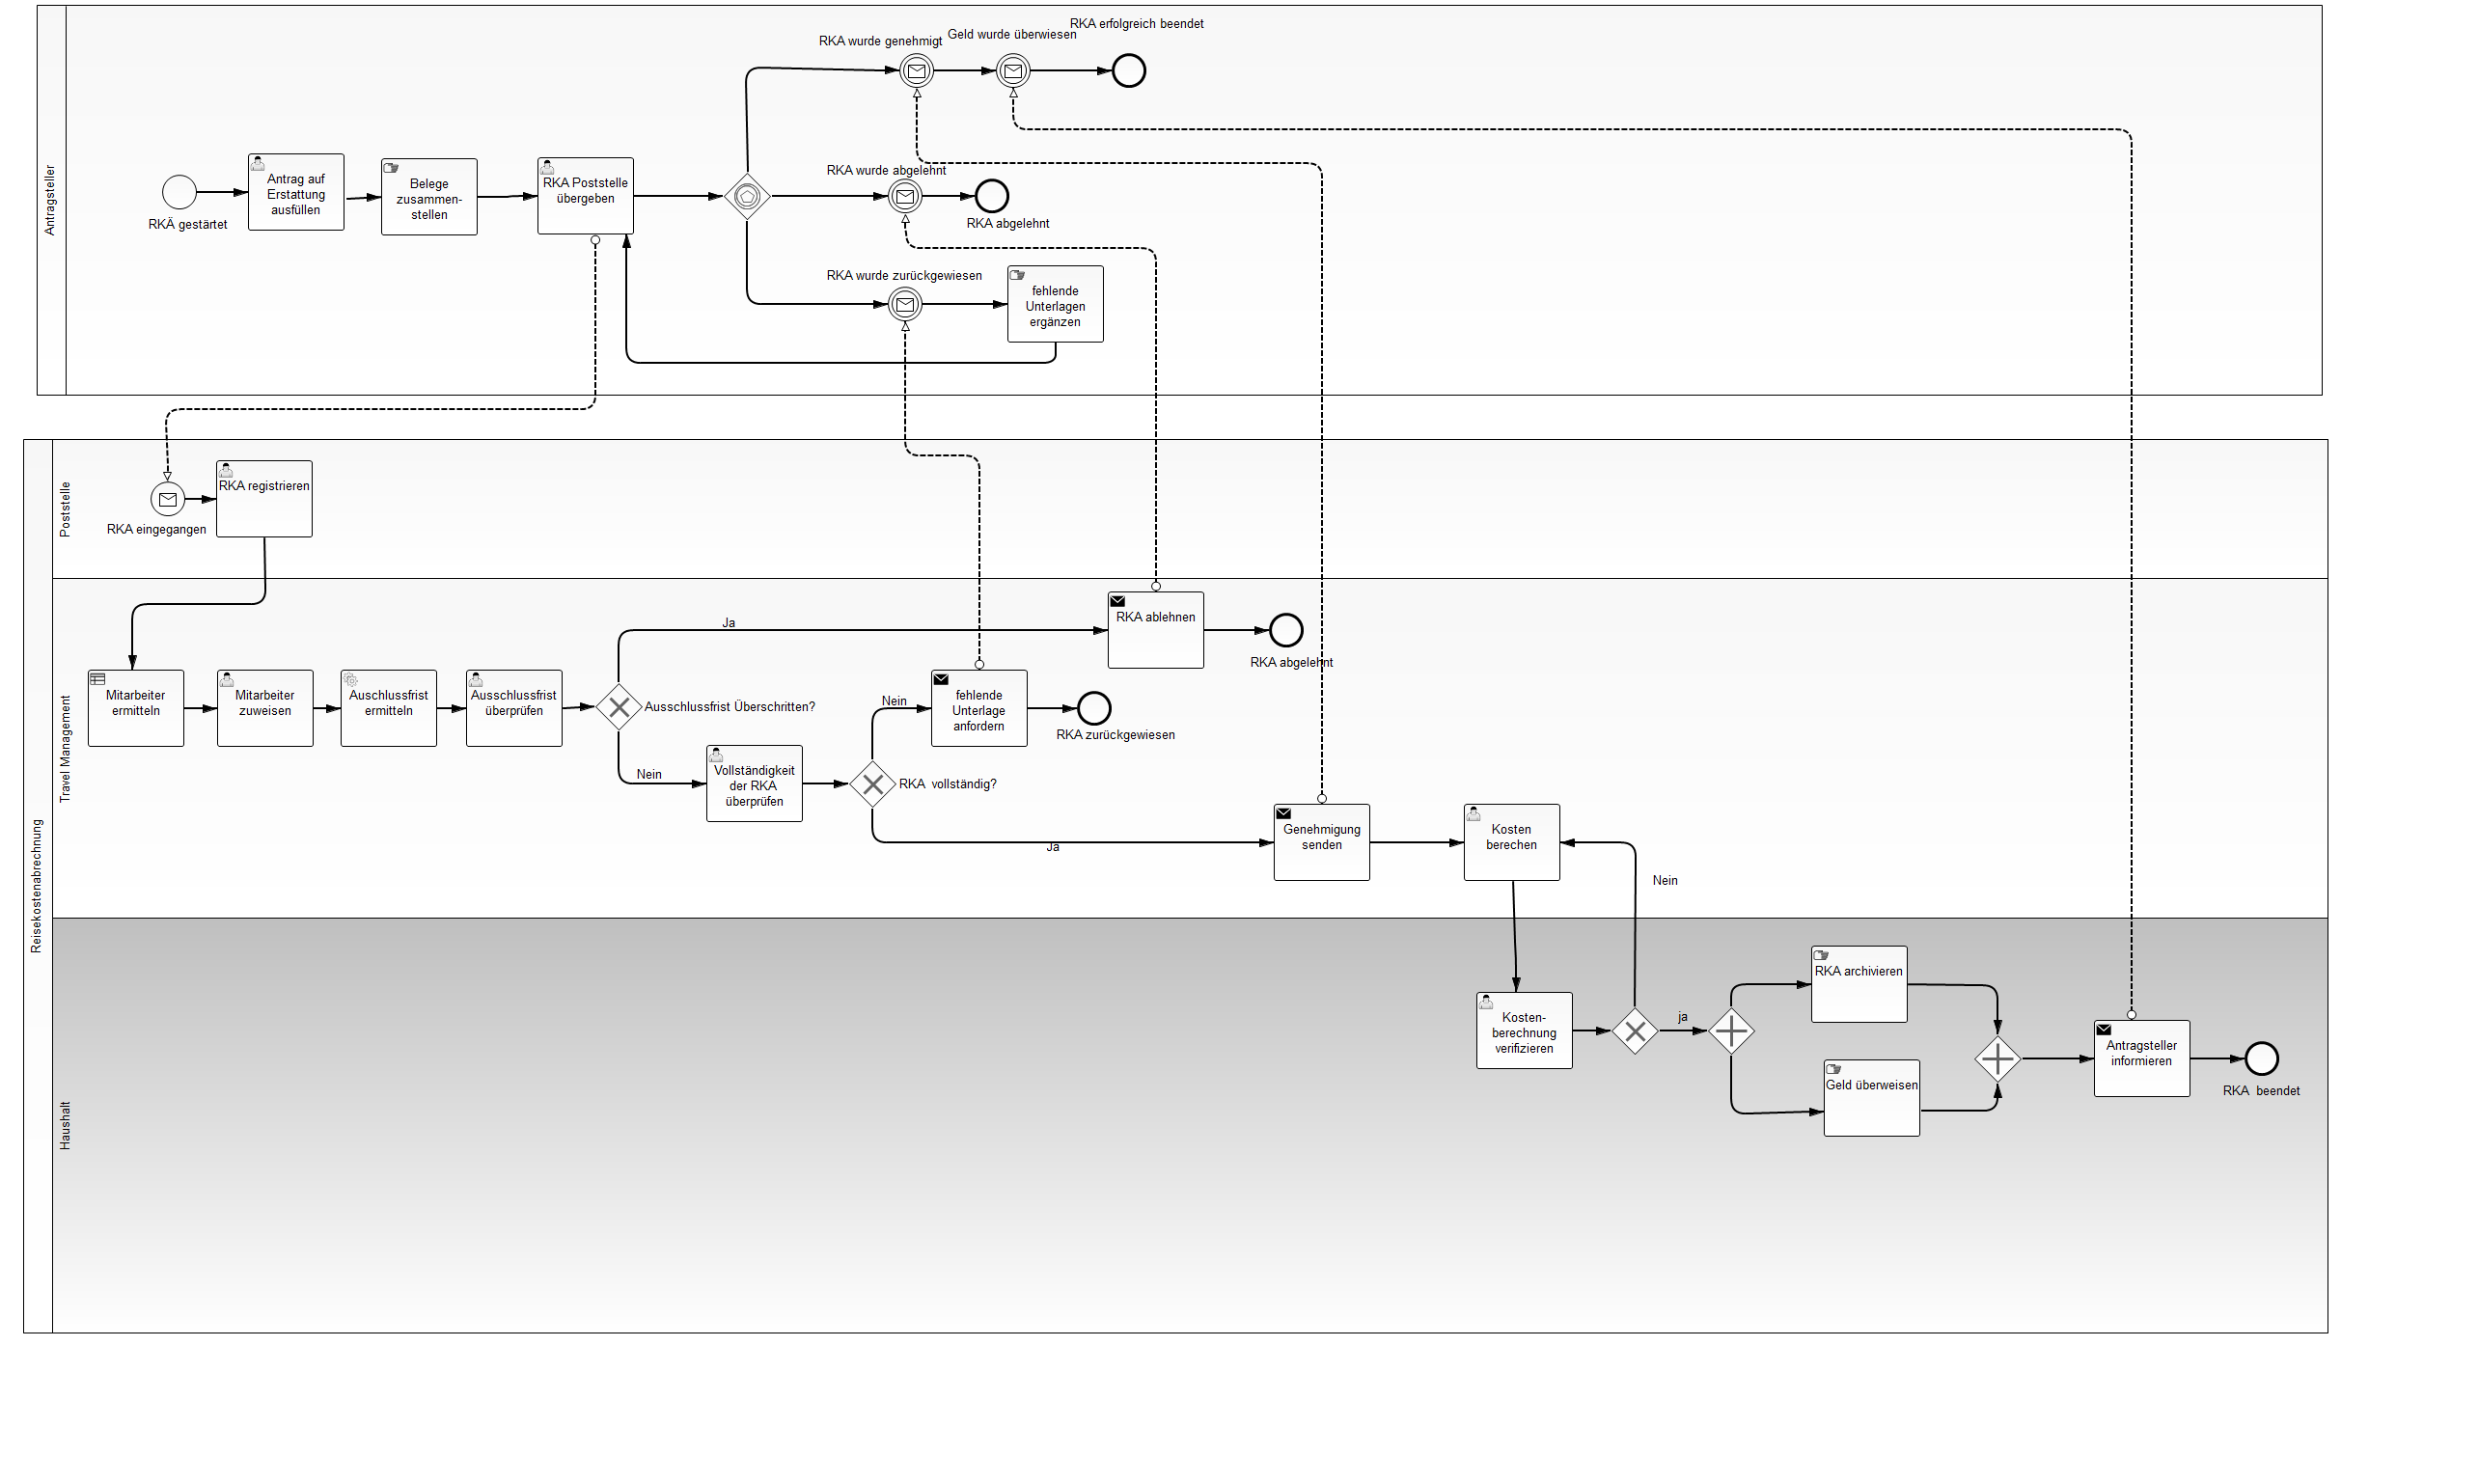 RKA erfolgreich beendet
Geld wurde überwiesen
RKA wurde genehmigt
Antragsteller
RKÄ gestärtet
Antrag auf
Erstattung
ausfüllen
Belege
zusammen-
stellen
RKA Poststelle
übergeben
RKA wurde abgelehnt
RKA abgelehnt
RKA wurde zurückgewiesen
fehlende
Unterlagen
ergänzen
Reisekostenabrechnung
Poststelle
RKA eingegangen
RKA registrieren
Travel Management
Mitarbeiter
ermitteln
Mitarbeiter
zuweisen
Auschlussfrist
ermitteln
Ausschlussfrist
überprüfen
Ausschlussfrist Überschritten?
Ja
RKA ablehnen
RKA abgelehnt
Nein
Vollständigkeit
der RKA
überprüfen
RKA vollständig?
Nein
fehlende
Unterlage
anfordern
RKA zurückgewiesen
Ja
Genehmigung
senden
Kosten
berechen
Nein
Haushalt
Kosten-
berechnung
verifizieren
ja
RKA archivieren
Geld überweisen
Antragsteller
informieren
RKA beendet